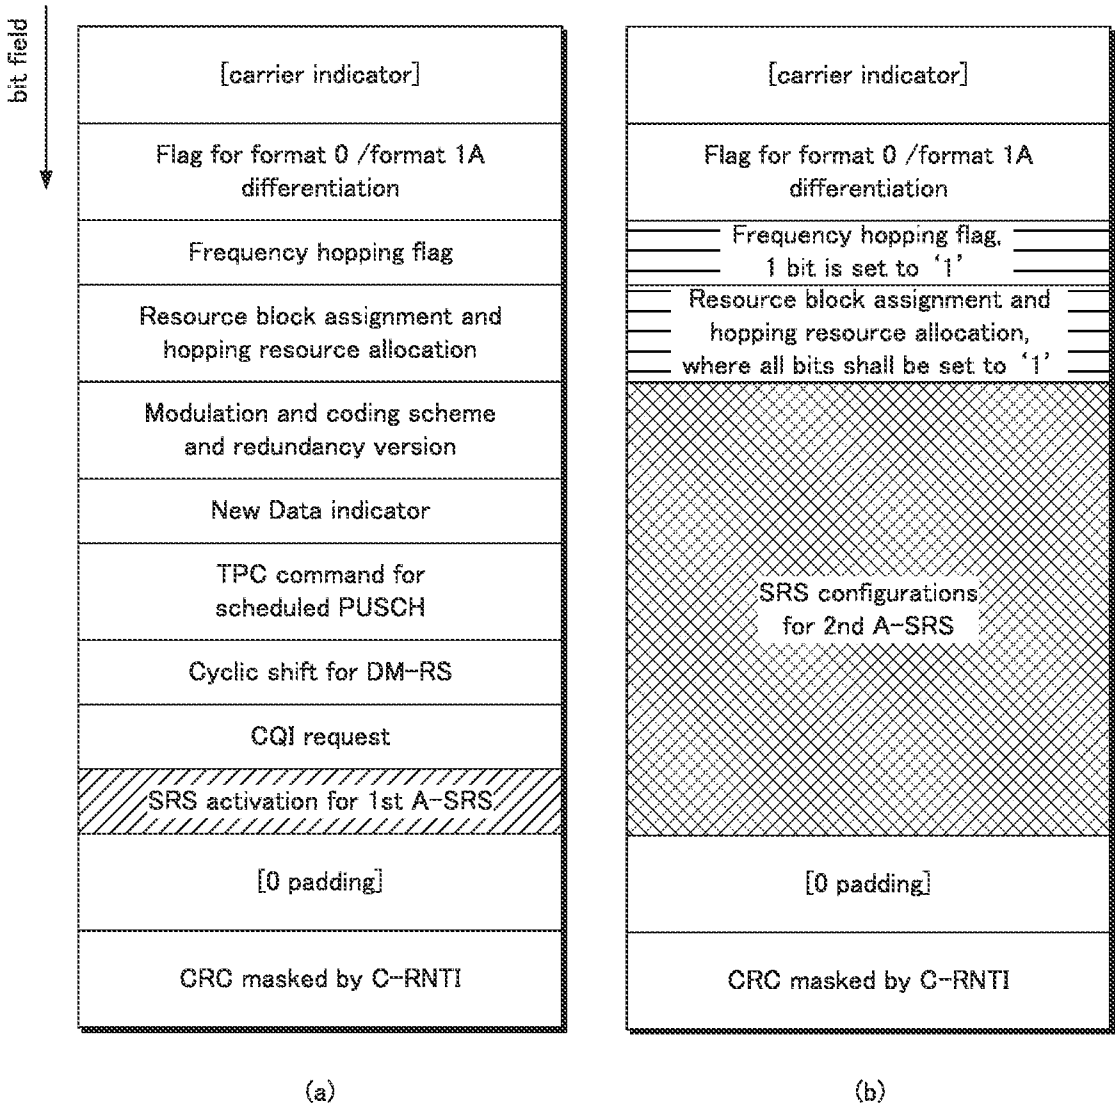 bit field
[carrier indicator]
Flag for format 0 /format 1A
differentiation
Frequency hopping flag
Resource block assignment and
hopping resource allocation
Modulation and coding scheme
and redundancy version
New Data indicator
TPC command for
scheduled PUSCH
Cyclic shift for DM-RS
CQI request
SRS activation for 1st A-SRS
[0 padding]
CRC masked by C-RNTI
(a)
[carrier indicator]
Flag for format 0 /format 1A
differentiation
Frequency hopping flag,
1 bit is set to ‘1’
Resource block assignment and
hopping resource allocation,
where all bits shall be set to ‘1’
SRS configurations
for 2nd A-SRS
[0 padding]
CRC masked by C-RNTI
(b)